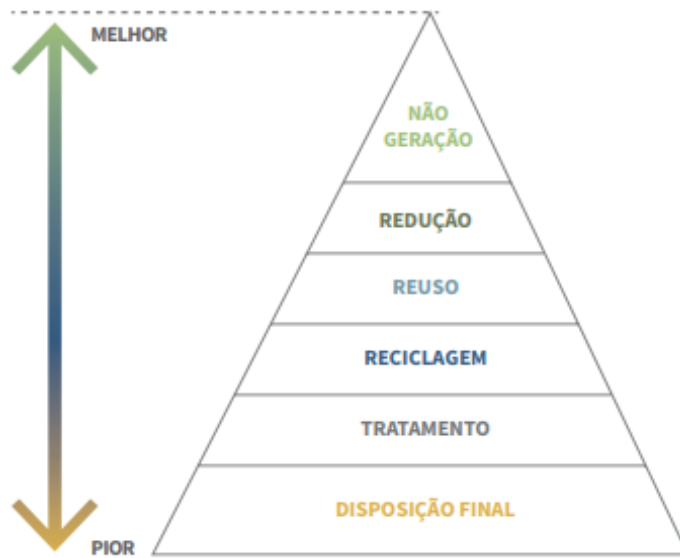 MELHOR
NÃO
GERAÇÃO
REDUÇÃO
REUSO
RECICLAGEM
TRATAMENTO
DISPOSIÇÃO FINAL
PIOR